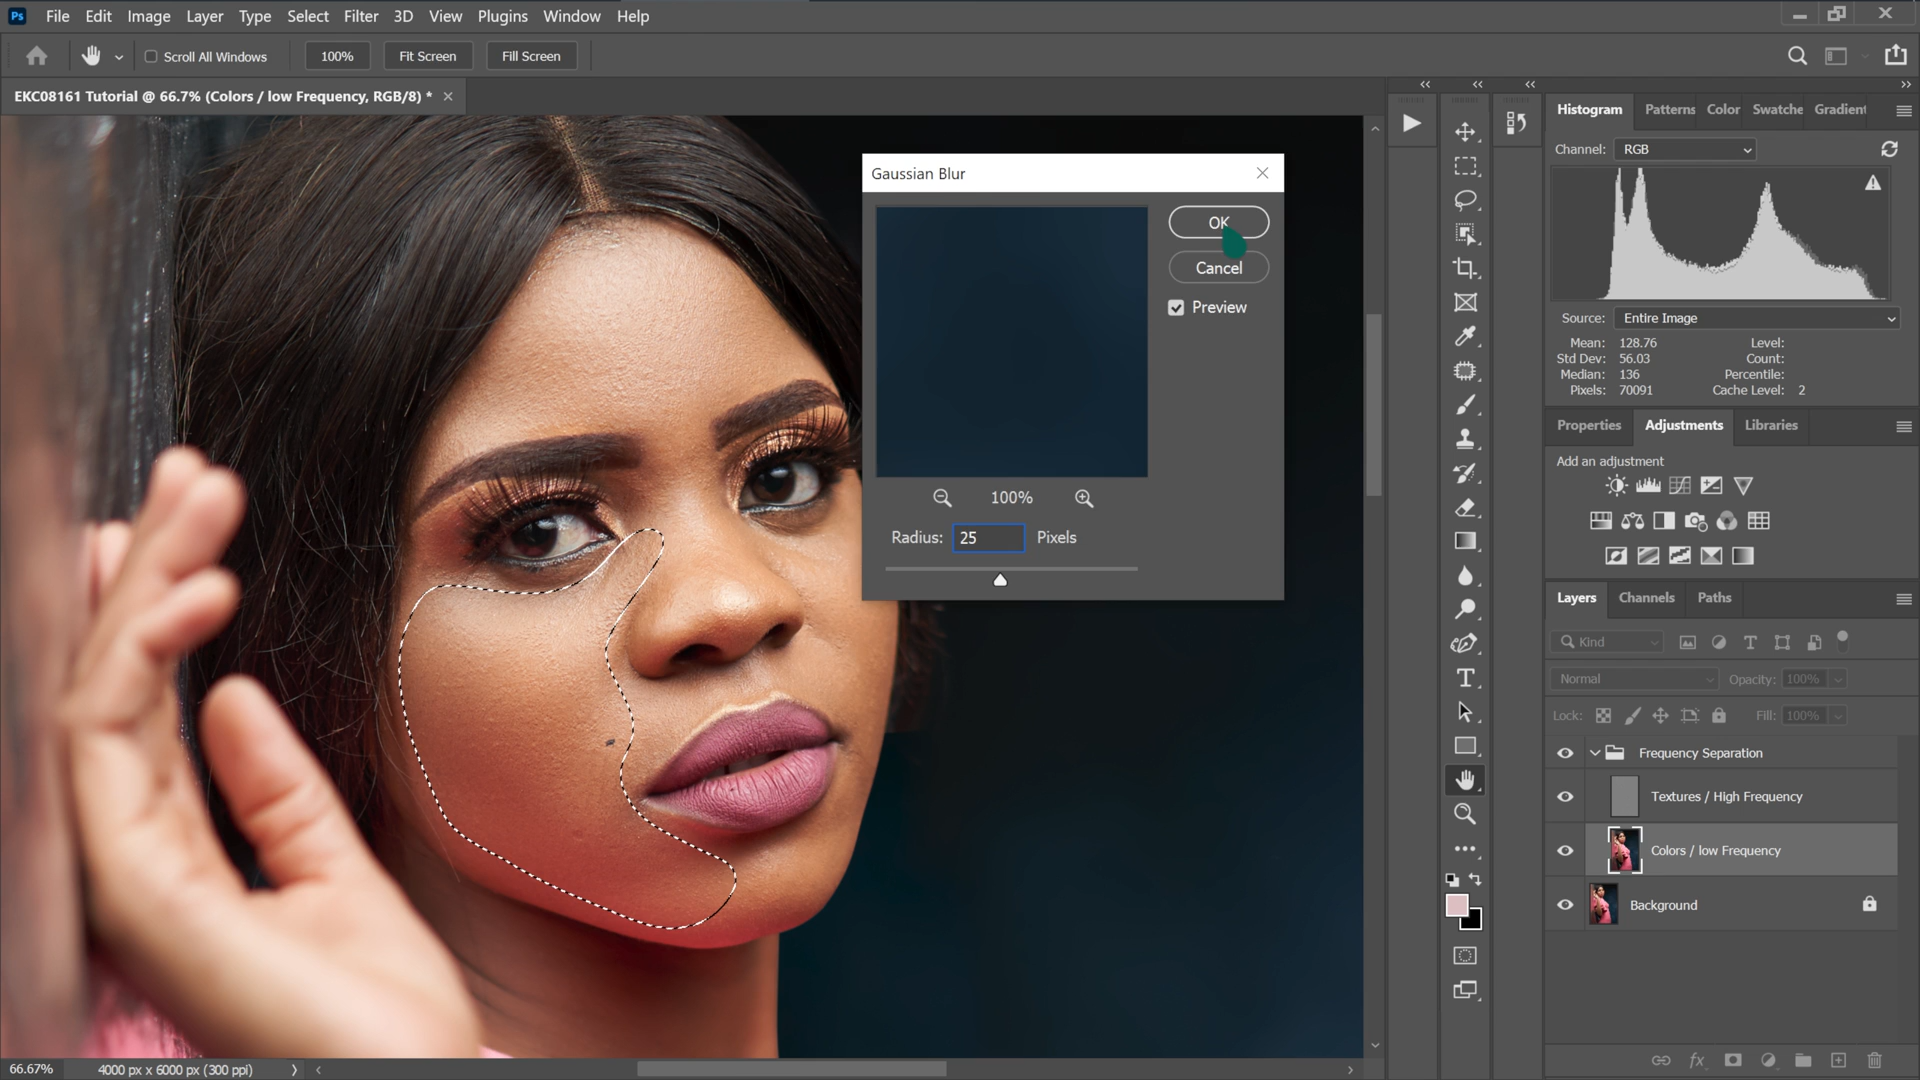 Ps File Edit Image Layer Type Select Filter 3D View Plugins Window Help
Scroll All Windows 100% Fit Screen Fill Screen
EKC08161 Tutorial @ 66.7% (Colors / low Frequency, RGB/8) *
Gaussian Blur
OK
Cancel
Preview
100%
Radius: 25 Pixels
Histogram Patterns Color Swatche Gradient
Channel: RGB
Source: Entire Image
Mean: 128.76 Level:
Std Dev: 56.03 Count:
Median: 136 Percentile:
Pixels: 70091 Cache Level: 2
Properties Adjustments Libraries
Add an adjustment
Layers Channels Paths
Kind
Normal Opacity: 100%
Lock: Fill: 100%
Frequency Separation
Textures / High Frequency
Colors / low Frequency
Background
66.67% 4000 px x 6000 px (300 ppi)